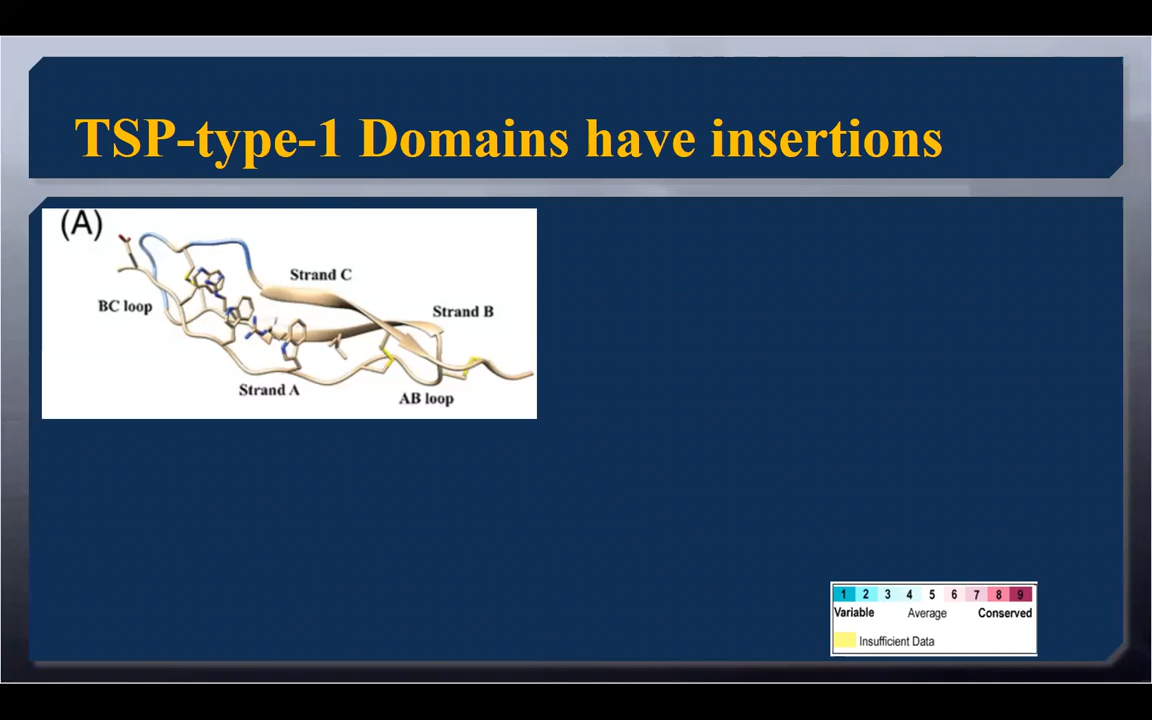 TSP-type-1 Domains have insertions
(A)
Strand C
BC loop
Strand B
Strand A
AB loop
1 2 3 4 5 6 7 8 9
Variable Average Conserved
Insufficient Data